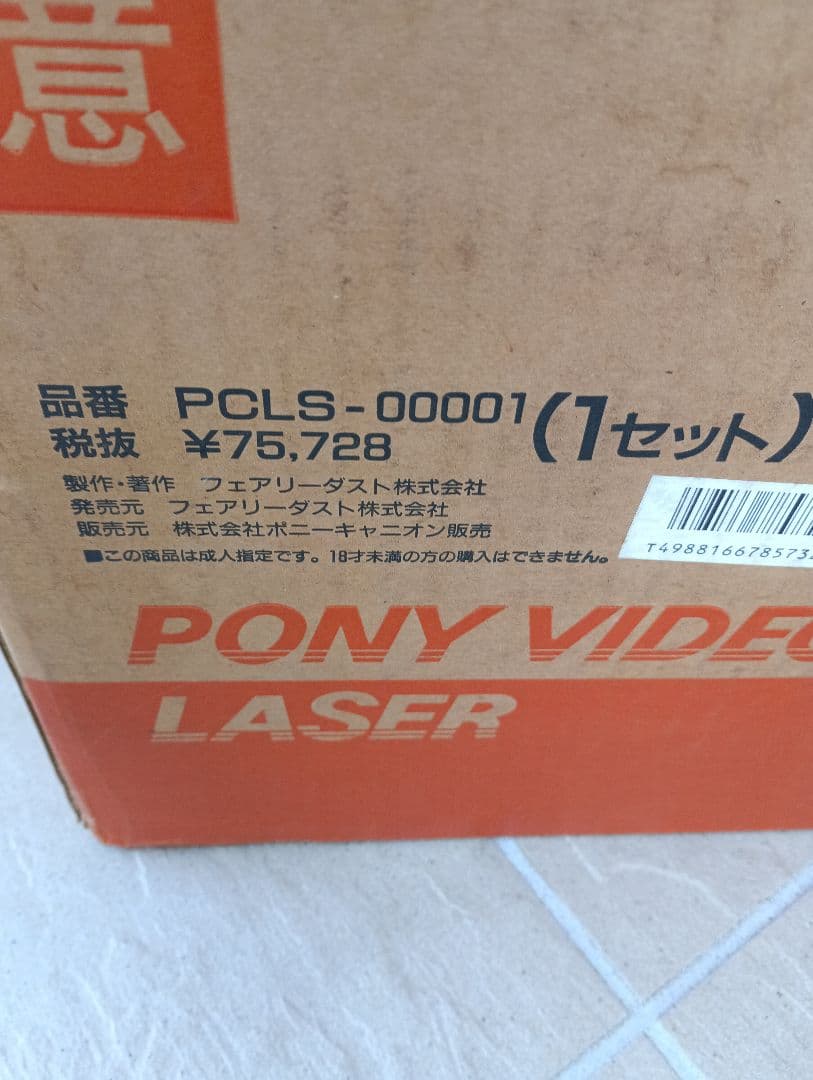 意
品番 PCLS-00001(1セット)
税抜 ¥75,728
製作・著作 フェアリーダスト株式会社
発売元 フェアリーダスト株式会社
販売元 株式会社ポニーキャニオン販売
■この商品は成人指定です。18才未満の方の購入はできません。
T498816678573
PONY VIDEO
LASER